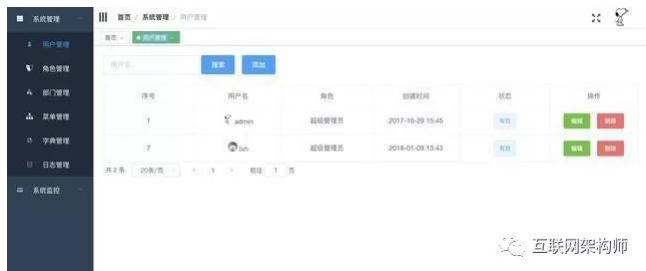 系统管理
用户管理
角色管理
部门管理
菜单管理
字典管理
日志管理
系统监控
首页 / 系统管理 / 用户管理
首页 用户管理
用户名
搜索 添加
序号 用户名 角色 创建时间 状态 操作
1 admin 超级管理员 2017-10-29 15:45 有效 编辑 删除
7 超级管理员 2018-01-09 13:43 有效 编辑 删除
共 2 条 20条/页 < 1 > 前往 1 页
互联网架构师